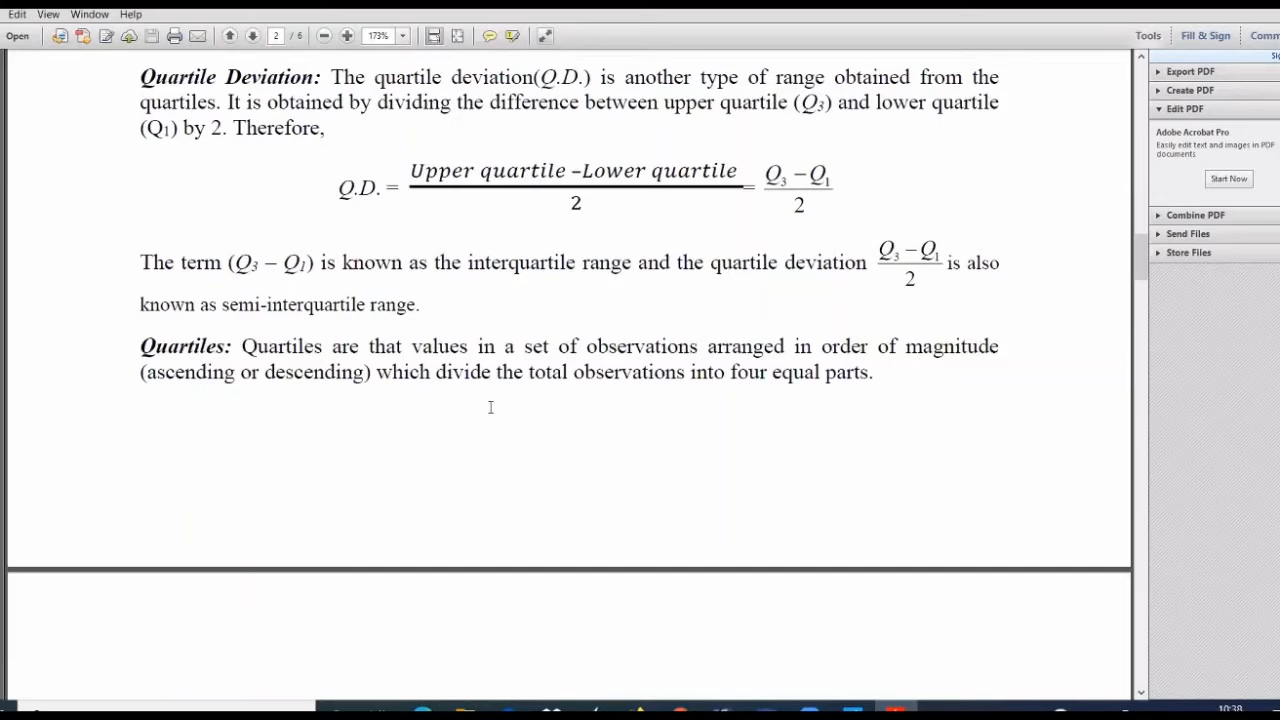 Edit View Window Help
Open 2 / 6 173% Tools Fill & Sign
Quartile Deviation: The quartile deviation(Q.D.) is another type of range obtained from the
quartiles. It is obtained by dividing the difference between upper quartile (Q₃) and lower quartile
(Q₁) by 2. Therefore,
Q.D. = Upper quartile –Lower quartile / 2 = Q₃ – Q₁ / 2
The term (Q₃ – Q₁) is known as the interquartile range and the quartile deviation Q₃ – Q₁ / 2 is also
known as semi-interquartile range.
Quartiles: Quartiles are that values in a set of observations arranged in order of magnitude
(ascending or descending) which divide the total observations into four equal parts.
Export PDF
Create PDF
Edit PDF
Adobe Acrobat Pro
Easily edit text and images in PDF
documents
Start Now
Combine PDF
Send Files
Store Files
10:38